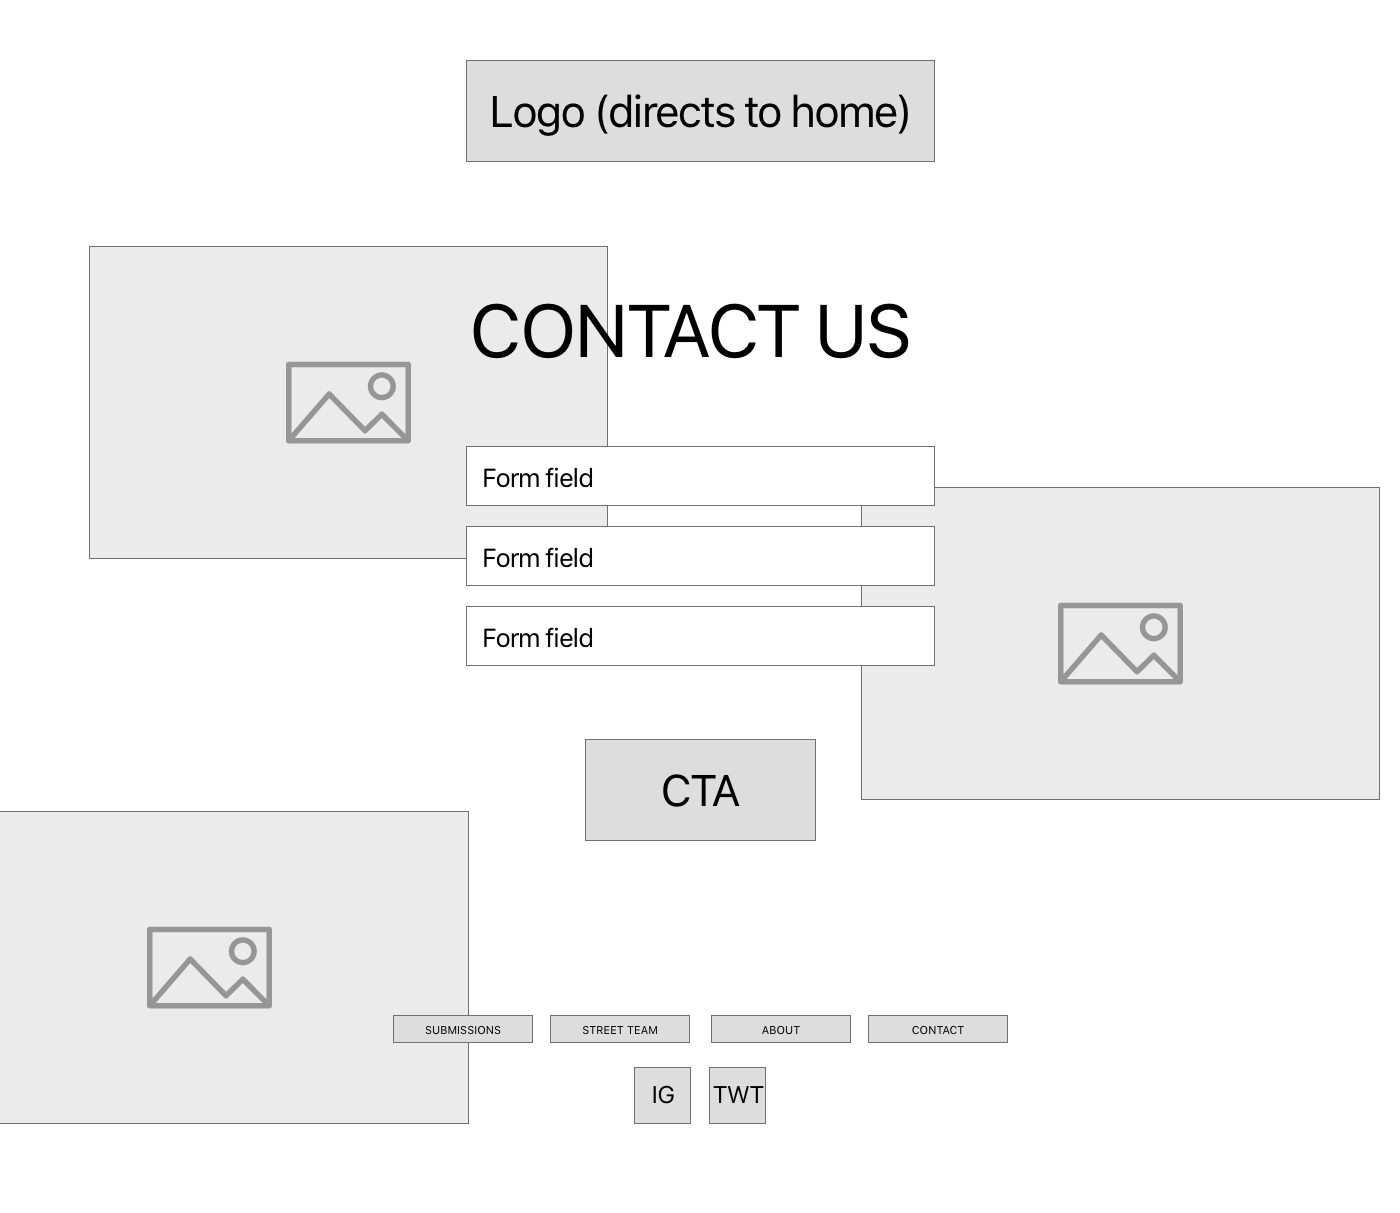 Logo (directs to home)
CONTACT US
Form field
Form field
Form field
CTA
SUBMISSIONS
STREET TEAM
ABOUT
CONTACT
IG
TWT